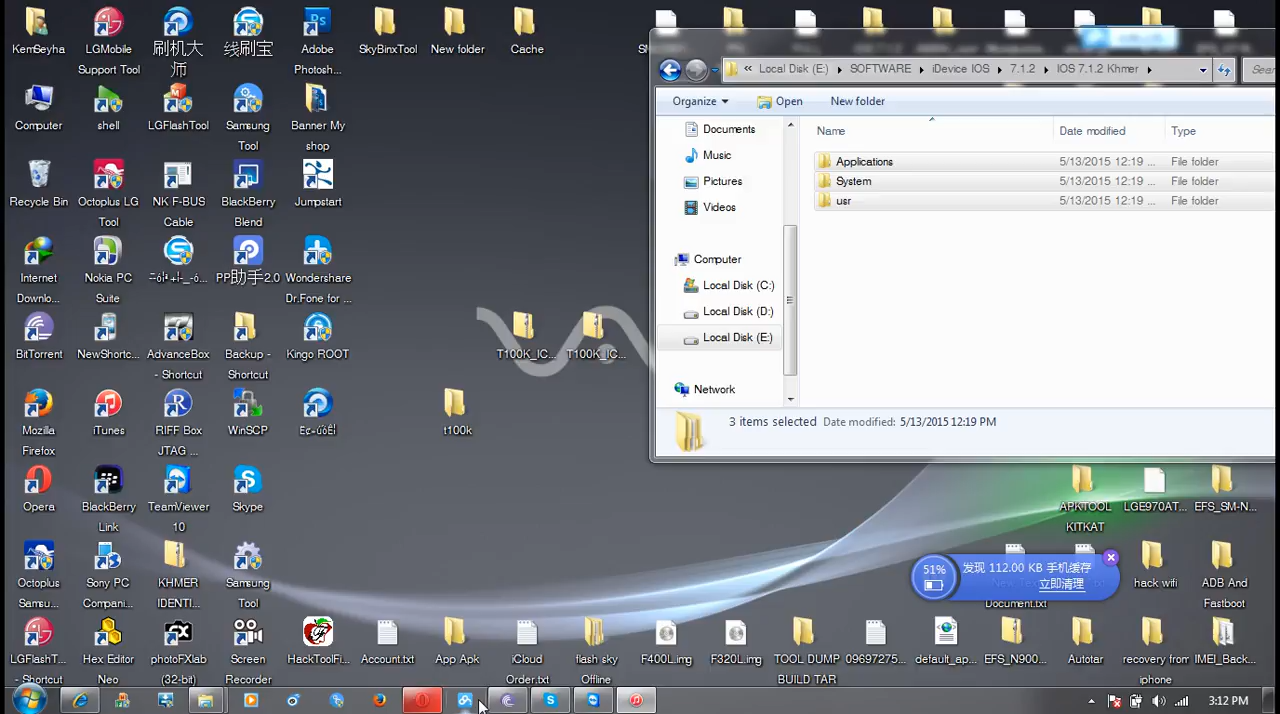 KemSeyha
LGMobile
Support Tool
刷机大
师
线刷宝
Adobe
Photosh...
SkyBinxTool
New folder
Cache
Computer
shell
LGFlashTool
Samsung
Tool
Banner My
shop
Recycle Bin
Octoplus LG
Tool
NK F-BUS
Cable
BlackBerry
Blend
Jumpstart
Internet
Downlo...
Nokia PC
Suite
PP助手2.0
Wondershare
Dr.Fone for ...
BitTorrent
NewShortc...
AdvanceBox
- Shortcut
Backup -
Shortcut
Kingo ROOT
T100K_IC...
T100K_IC...
Mozilla
Firefox
iTunes
RIFF Box
JTAG ...
WinSCP
t100k
Opera
BlackBerry
Link
TeamViewer
10
Skype
Octoplus
Samsu...
Sony PC
Compani...
KHMER
IDENTI...
Samsung
Tool
LGFlashT...
- Shortcut
Hex Editor
Neo
photoFXlab
(32-bit)
Screen
Recorder
HackToolFi...
Account.txt
App Apk
iCloud
Order.txt
flash sky
Offline
F400L.img
F320L.img
TOOL DUMP
BUILD TAR
09697275...
default_ap...
EFS_N900...
Autotar
recovery from
iphone
IMEI_Back...
APKTOOL
KITKAT
LGE970AT...
EFS_SM-N...
hack wifi
ADB And
Fastboot
Document.txt
51%
发现 112.00 KB 手机缓存
立即清理
« Local Disk (E:) ▸ SOFTWARE ▸ iDevice IOS ▸ 7.1.2 ▸ IOS 7.1.2 Khmer ▸
Sear
Organize ▾ Open New folder
Documents
Music
Pictures
Videos
Computer
Local Disk (C:)
Local Disk (D:)
Local Disk (E:)
Network
Name Date modified Type
Applications 5/13/2015 12:19 ... File folder
System 5/13/2015 12:19 ... File folder
usr 5/13/2015 12:19 ... File folder
3 items selected Date modified: 5/13/2015 12:19 PM
3:12 PM